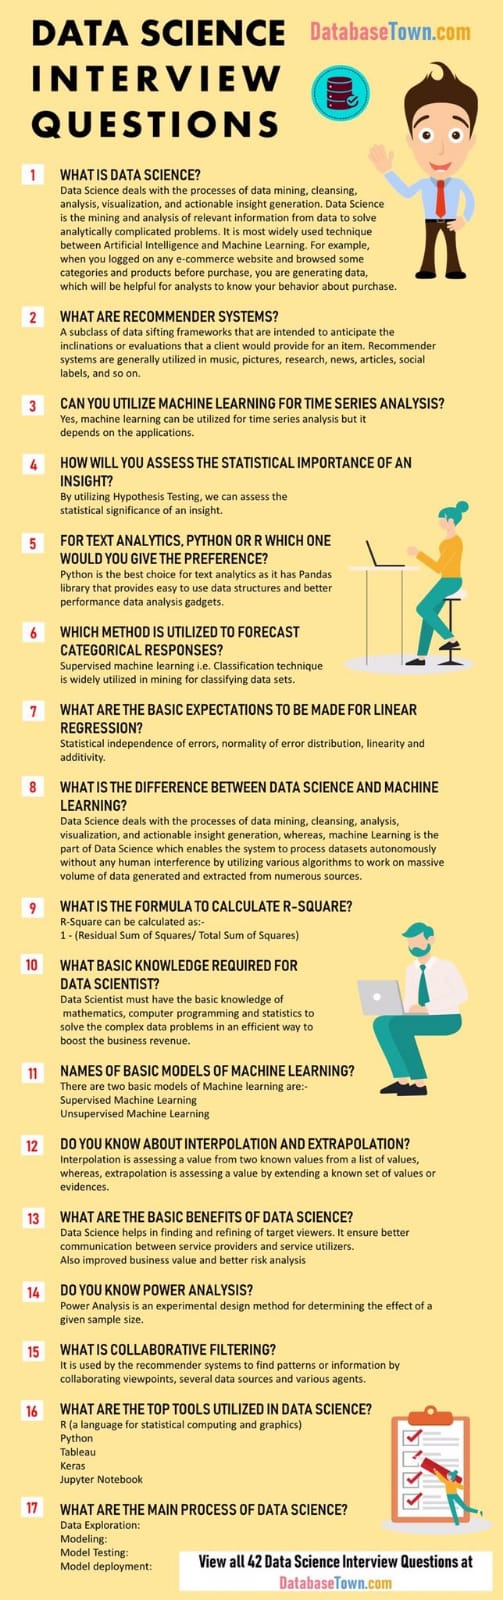 DATA SCIENCE
INTERVIEW
QUESTIONS
DatabaseTown.com
1
WHAT IS DATA SCIENCE?
Data Science deals with the processes of data mining, cleansing,
analysis, visualization, and actionable insight generation. Data Science
is the mining and analysis of relevant information from data to solve
analytically complicated problems. It is most widely used technique
between Artificial Intelligence and Machine Learning. For example,
when you logged on any e-commerce website and browsed some
categories and products before purchase, you are generating data,
which will be helpful for analysts to know your behavior about purchase.
2
WHAT ARE RECOMMENDER SYSTEMS?
A subclass of data sifting frameworks that are intended to anticipate the
inclinations or evaluations that a client would provide for an item. Recommender
systems are generally utilized in music, pictures, research, news, articles, social
labels, and so on.
3
CAN YOU UTILIZE MACHINE LEARNING FOR TIME SERIES ANALYSIS?
Yes, machine learning can be utilized for time series analysis but it
depends on the applications.
4
HOW WILL YOU ASSESS THE STATISTICAL IMPORTANCE OF AN
INSIGHT?
By utilizing Hypothesis Testing, we can assess the
statistical significance of an insight.
5
FOR TEXT ANALYTICS, PYTHON OR R WHICH ONE
WOULD YOU GIVE THE PREFERENCE?
Python is the best choice for text analytics as it has Pandas
library that provides easy to use data structures and better
performance data analysis gadgets.
6
WHICH METHOD IS UTILIZED TO FORECAST
CATEGORICAL RESPONSES?
Supervised machine learning i.e. Classification technique
is widely utilized in mining for classifying data sets.
7
WHAT ARE THE BASIC EXPECTATIONS TO BE MADE FOR LINEAR
REGRESSION?
Statistical independence of errors, normality of error distribution, linearity and
additivity.
8
WHAT IS THE DIFFERENCE BETWEEN DATA SCIENCE AND MACHINE
LEARNING?
Data Science deals with the processes of data mining, cleansing, analysis,
visualization, and actionable insight generation, whereas, machine Learning is the
part of Data Science which enables the system to process datasets autonomously
without any human interference by utilizing various algorithms to work on massive
volume of data generated and extracted from numerous sources.
9
WHAT IS THE FORMULA TO CALCULATE R-SQUARE?
R-Square can be calculated as:-
1 - (Residual Sum of Squares/ Total Sum of Squares)
10
WHAT BASIC KNOWLEDGE REQUIRED FOR
DATA SCIENTIST?
Data Scientist must have the basic knowledge of
mathematics, computer programming and statistics to
solve the complex data problems in an efficient way to
boost the business revenue.
11
NAMES OF BASIC MODELS OF MACHINE LEARNING?
There are two basic models of Machine learning are:-
Supervised Machine Learning
Unsupervised Machine Learning
12
DO YOU KNOW ABOUT INTERPOLATION AND EXTRAPOLATION?
Interpolation is assessing a value from two known values from a list of values,
whereas, extrapolation is assessing a value by extending a known set of values or
evidences.
13
WHAT ARE THE BASIC BENEFITS OF DATA SCIENCE?
Data Science helps in finding and refining of target viewers. It ensure better
communication between service providers and service utilizers.
Also improved business value and better risk analysis
14
DO YOU KNOW POWER ANALYSIS?
Power Analysis is an experimental design method for determining the effect of a
given sample size.
15
WHAT IS COLLABORATIVE FILTERING?
It is used by the recommender systems to find patterns or information by
collaborating viewpoints, several data sources and various agents.
16
WHAT ARE THE TOP TOOLS UTILIZED IN DATA SCIENCE?
R (a language for statistical computing and graphics)
Python
Tableau
Keras
Jupyter Notebook
17
WHAT ARE THE MAIN PROCESS OF DATA SCIENCE?
Data Exploration:
Modeling:
Model Testing:
Model deployment:
View all 42 Data Science Interview Questions at
DatabaseTown.com